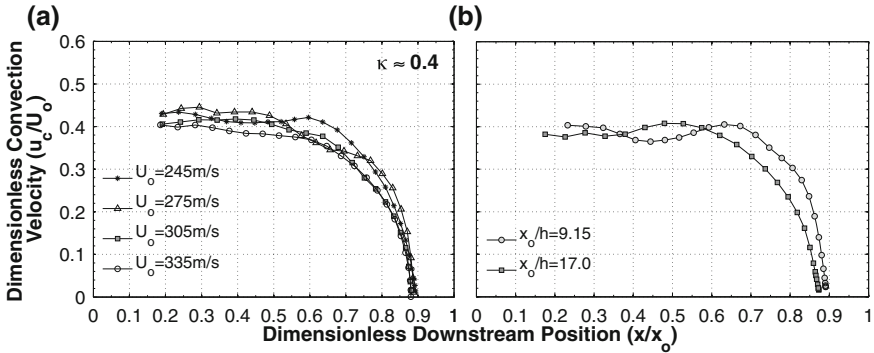 (a)
(b)
Dimensionless Convection
Velocity (u_c/U_o)
0.6
0.5
0.4
0.3
0.2
0.1
0
κ ≈ 0.4
U_o=245m/s
U_o=275m/s
U_o=305m/s
U_o=335m/s
0 0.1 0.2 0.3 0.4 0.5 0.6 0.7 0.8 0.9 1
x_o/h=9.15
x_o/h=17.0
0 0.1 0.2 0.3 0.4 0.5 0.6 0.7 0.8 0.9 1
Dimensionless Downstream Position (x/x_o)